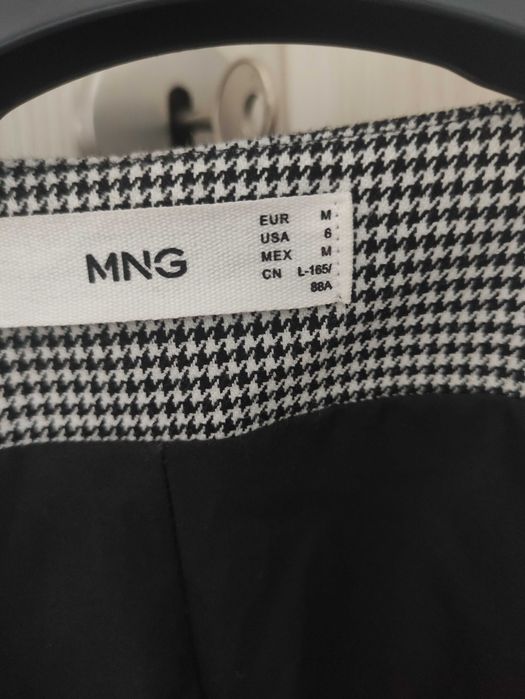 MNG
EUR M
USA 6
MEX M
CN L-165/
88A